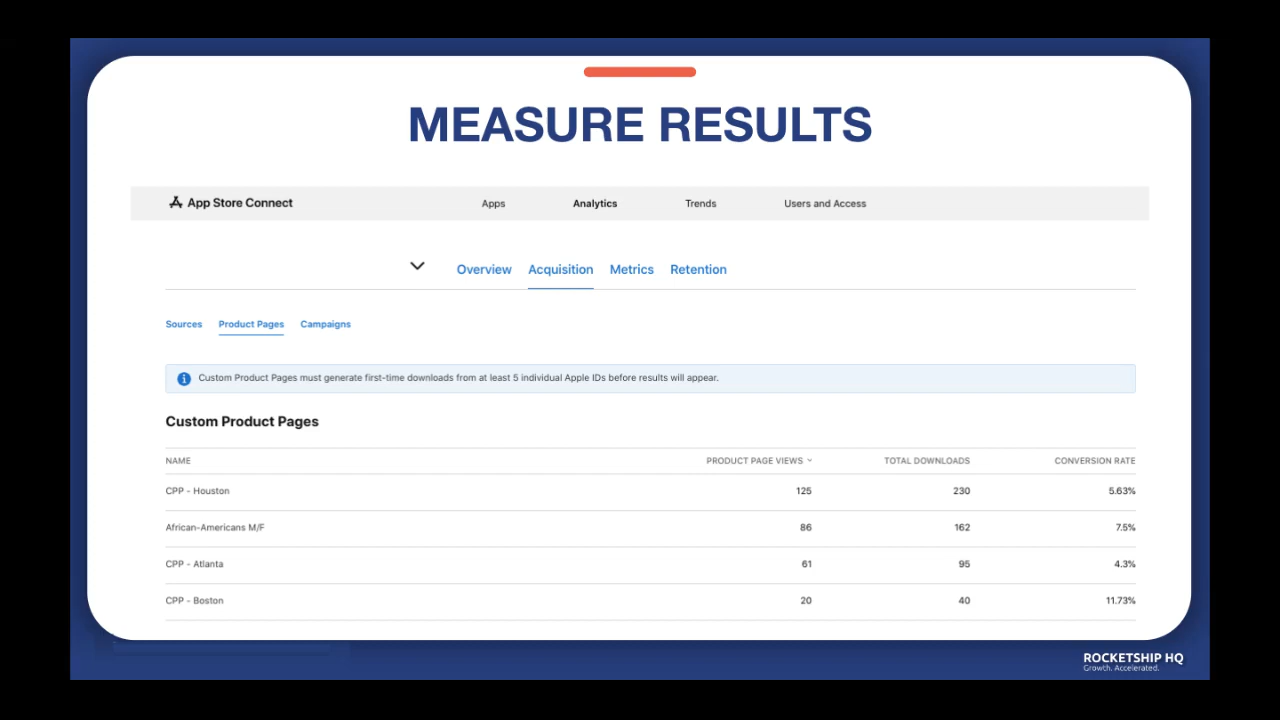 MEASURE RESULTS
App Store Connect Apps Analytics Trends Users and Access
Overview Acquisition Metrics Retention
Sources Product Pages Campaigns
Custom Product Pages must generate first-time downloads from at least 5 individual Apple IDs before results will appear.
Custom Product Pages
NAME PRODUCT PAGE VIEWS TOTAL DOWNLOADS CONVERSION RATE
CPP - Houston 125 230 5.63%
African-Americans M/F 86 162 7.5%
CPP - Atlanta 61 95 4.3%
CPP - Boston 20 40 11.73%
ROCKETSHIP HQ
Growth. Accelerated.